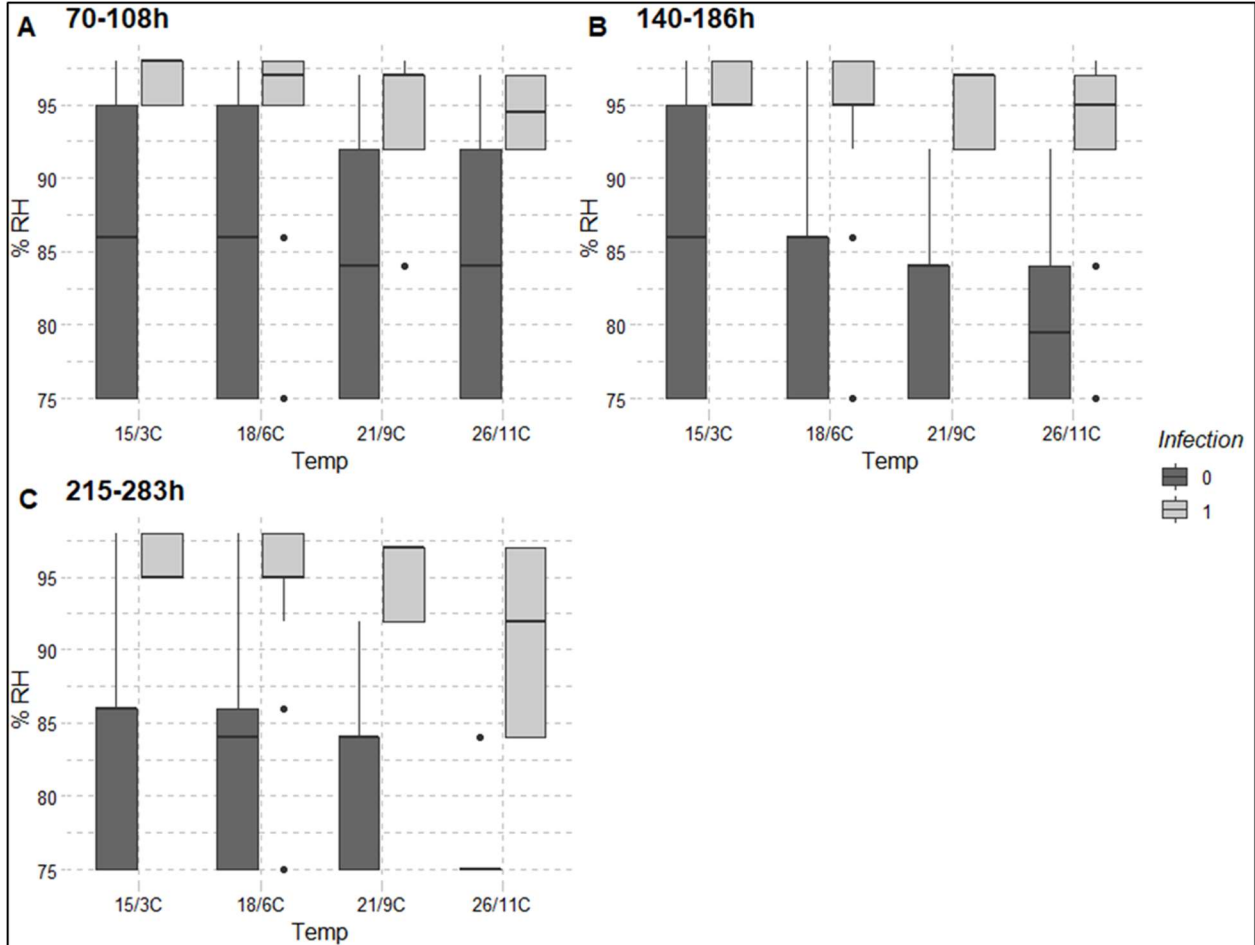 A 70-108h
% RH
95
90
85
80
75
15/3C 18/6C 21/9C 26/11C
Temp
B 140-186h
% RH
95
90
85
80
75
15/3C 18/6C 21/9C 26/11C
Temp
Infection
0
1
C 215-283h
% RH
95
90
85
80
75
15/3C 18/6C 21/9C 26/11C
Temp